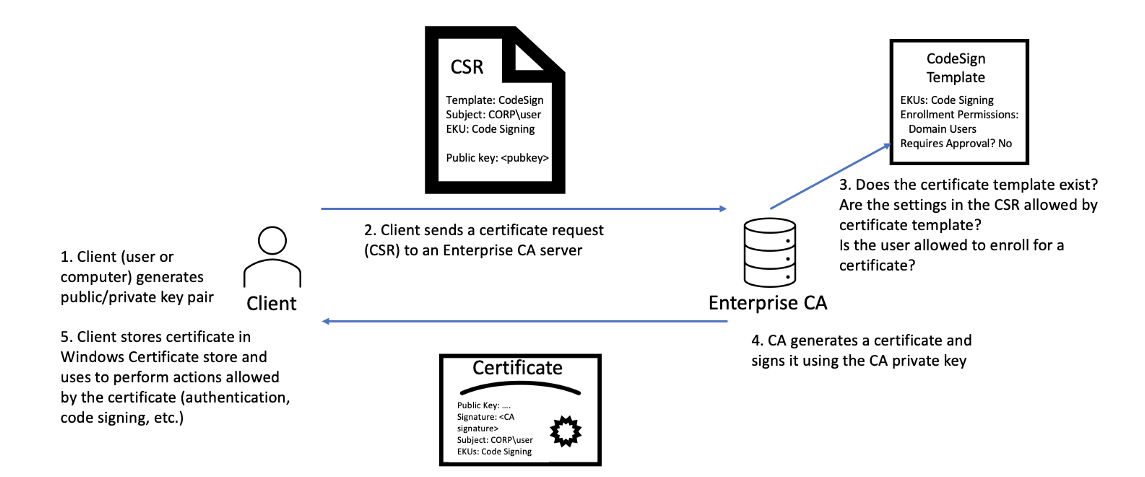 CSR
Template: CodeSign
Subject: CORP\user
EKU: Code Signing
Public key: <pubkey>
CodeSign
Template
EKUs: Code Signing
Enrollment Permissions:
Domain Users
Requires Approval? No
3. Does the certificate template exist?
Are the settings in the CSR allowed by
certificate template?
Is the user allowed to enroll for a
certificate?
2. Client sends a certificate request
(CSR) to an Enterprise CA server
1. Client (user or
computer) generates
public/private key pair
Client
Enterprise CA
5. Client stores certificate in
Windows Certificate store and
uses to perform actions allowed
by the certificate (authentication,
code signing, etc.)
4. CA generates a certificate and
signs it using the CA private key
Certificate
Public Key: ....
Signature: <CA
signature>
Subject: CORP\user
EKUs: Code Signing